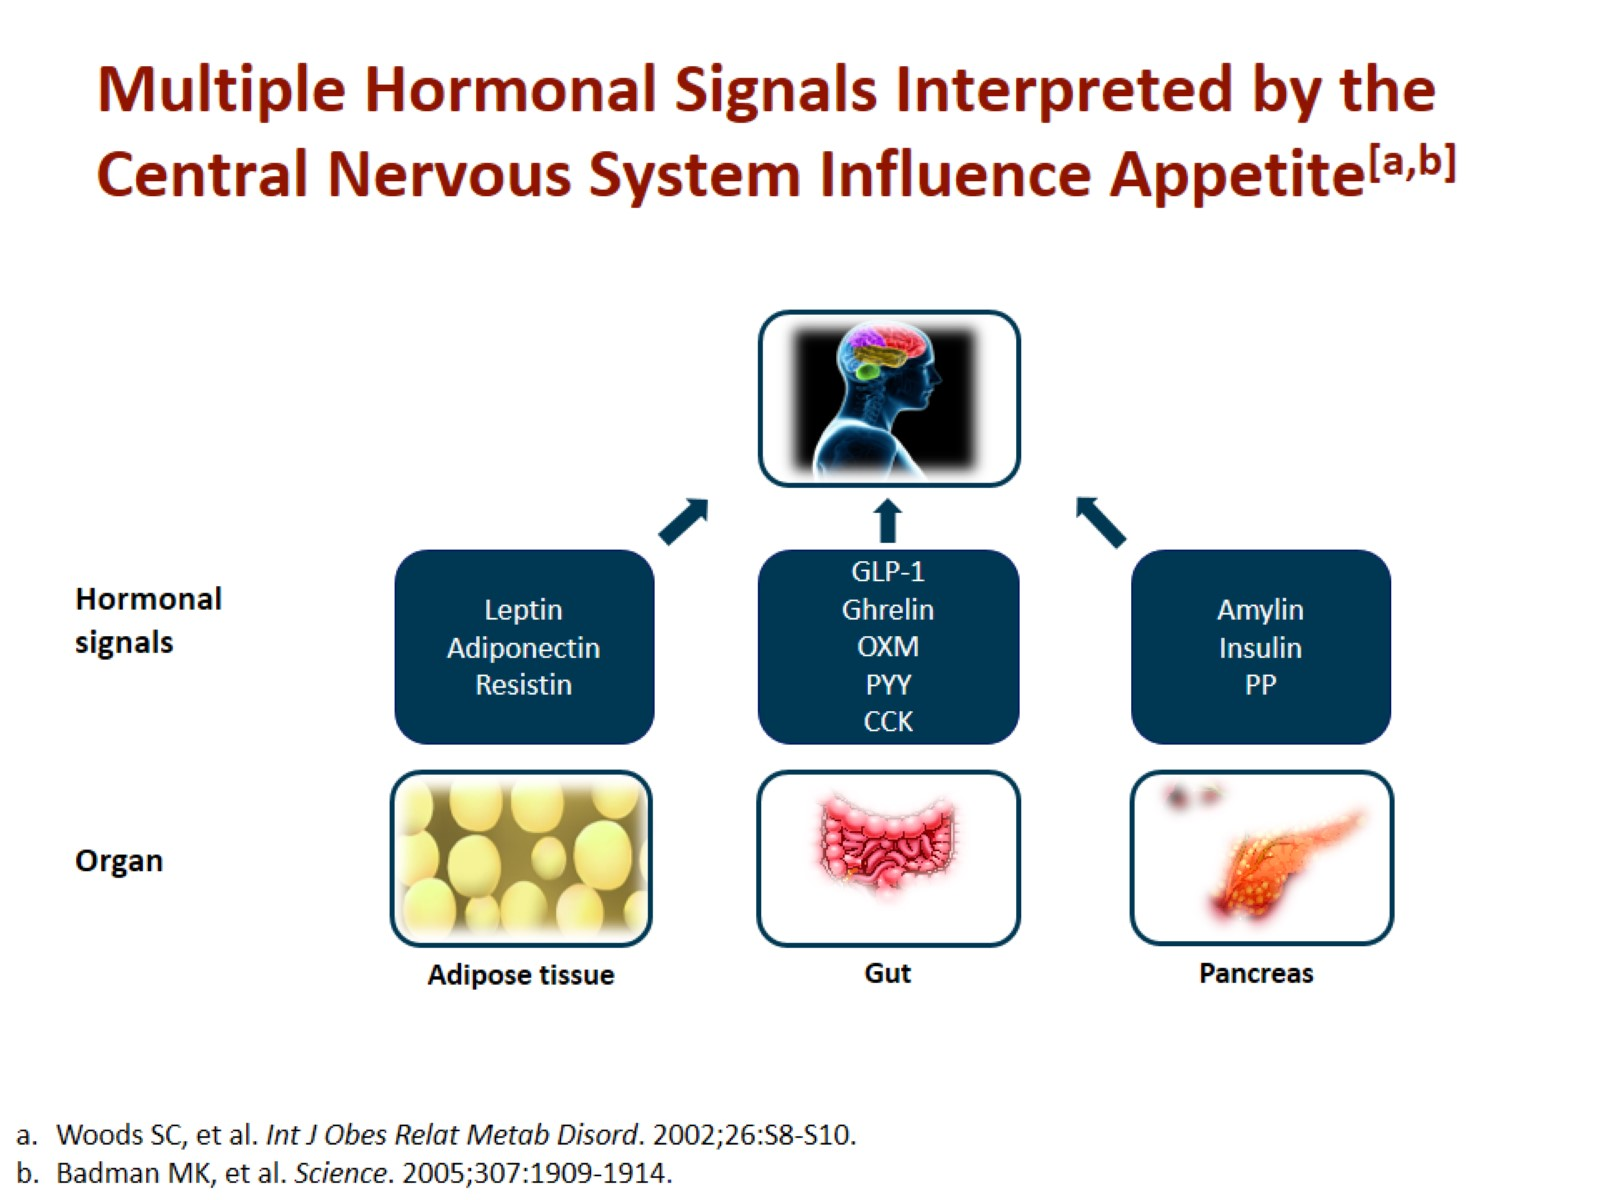 Multiple Hormonal Signals Interpreted by the
Central Nervous System Influence Appetite[a,b]
Hormonal
signals
Leptin
Adiponectin
Resistin
GLP-1
Ghrelin
OXM
PYY
CCK
Amylin
Insulin
PP
Organ
Adipose tissue
Gut
Pancreas
a. Woods SC, et al. Int J Obes Relat Metab Disord. 2002;26:S8-S10.
b. Badman MK, et al. Science. 2005;307:1909-1914.